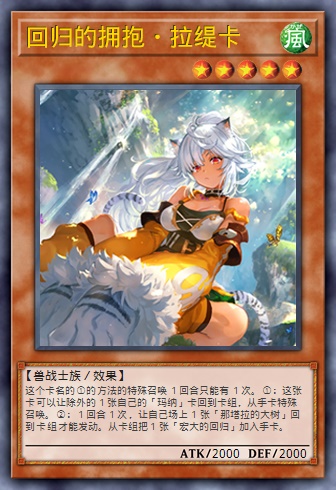 回归的拥抱・拉缇卡
風
【兽战士族／效果】
这个卡名的①的方法的特殊召唤 1 回合只能有 1 次。①：这张
卡可以让除外的 1 张自己的「玛纳」卡回到卡组，从手卡特殊
召唤。②：1 回合 1 次，让自己场上 1 张「那塔拉的大树」回
到卡组才能发动。从卡组把 1 张「宏大的回归」加入手卡。
ATK/2000 DEF/2000